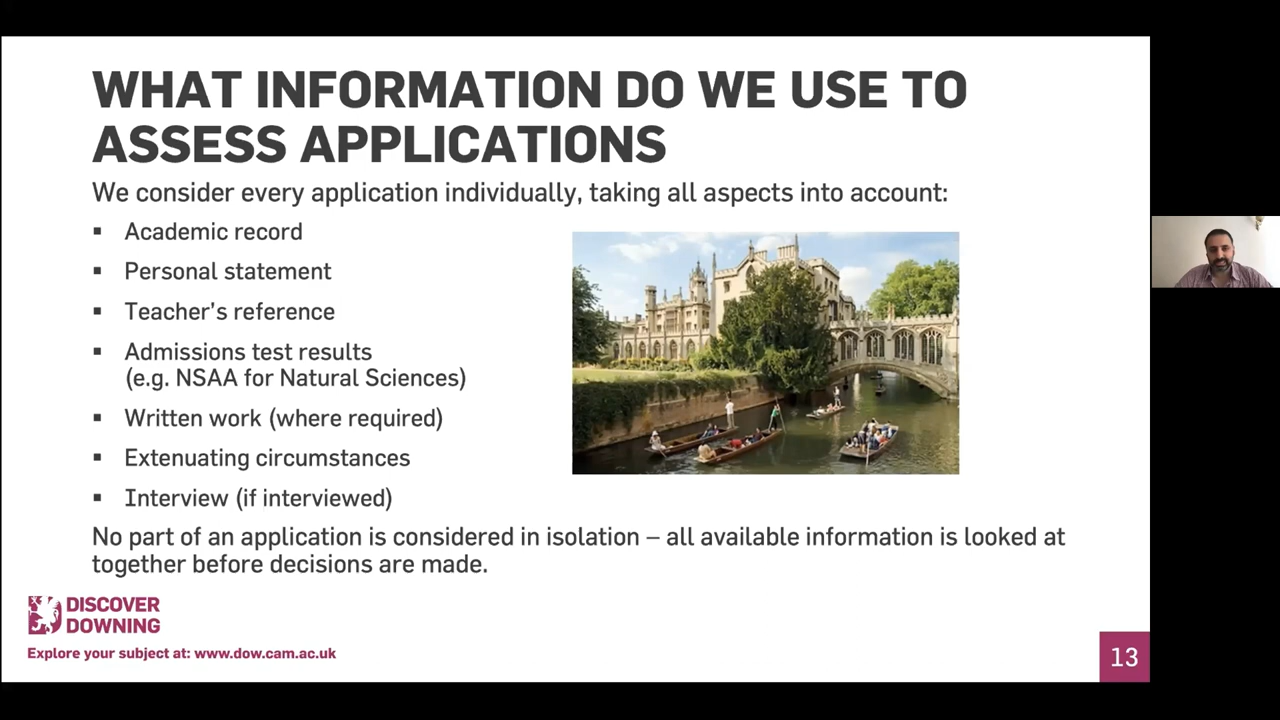 WHAT INFORMATION DO WE USE TO
ASSESS APPLICATIONS
We consider every application individually, taking all aspects into account:
▪ Academic record
▪ Personal statement
▪ Teacher’s reference
▪ Admissions test results
(e.g. NSAA for Natural Sciences)
▪ Written work (where required)
▪ Extenuating circumstances
▪ Interview (if interviewed)
No part of an application is considered in isolation – all available information is looked at
together before decisions are made.
DISCOVER
DOWNING
Explore your subject at: www.dow.cam.ac.uk
13